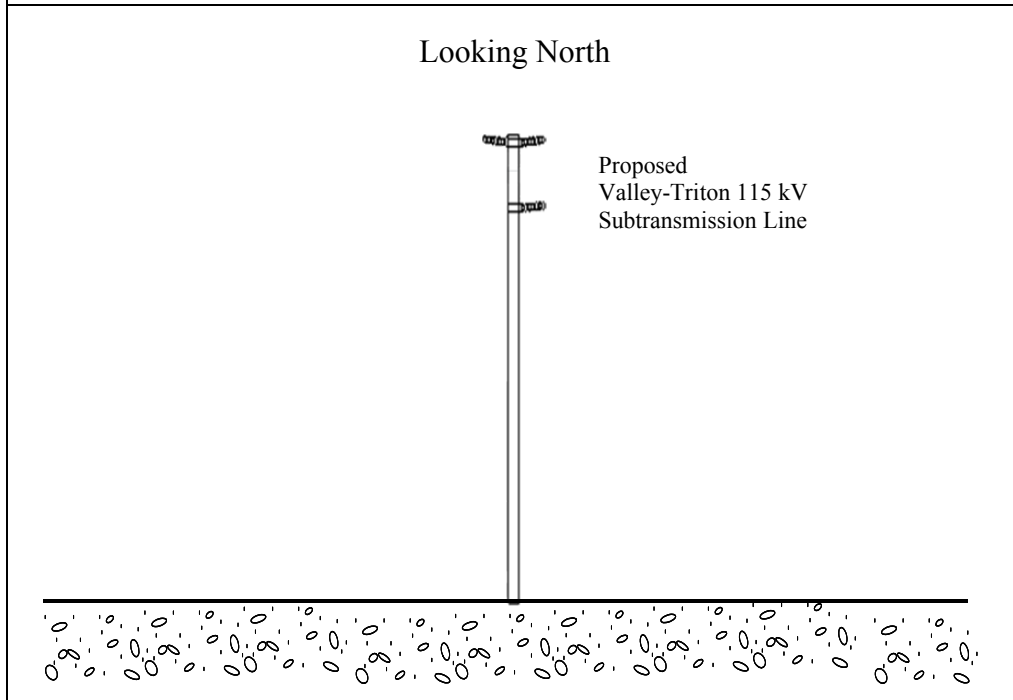 Looking North
Proposed
Valley-Triton 115 kV
Subtransmission Line